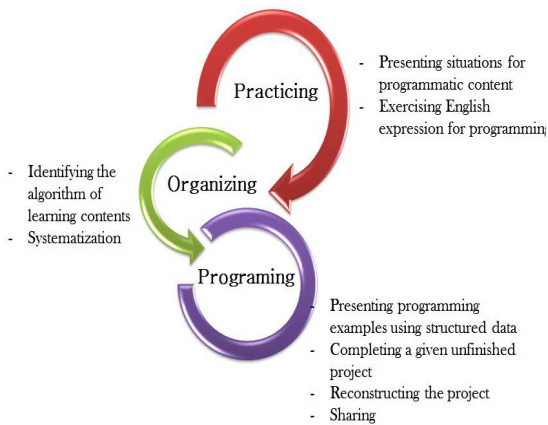 Practicing
- Presenting situations for
programmatic content
- Exercising English
expression for programming
Organizing
- Identifying the
algorithm of
learning contents
- Systematization
Programing
- Presenting programming
examples using structured data
- Completing a given unfinished
project
- Reconstructing the project
- Sharing